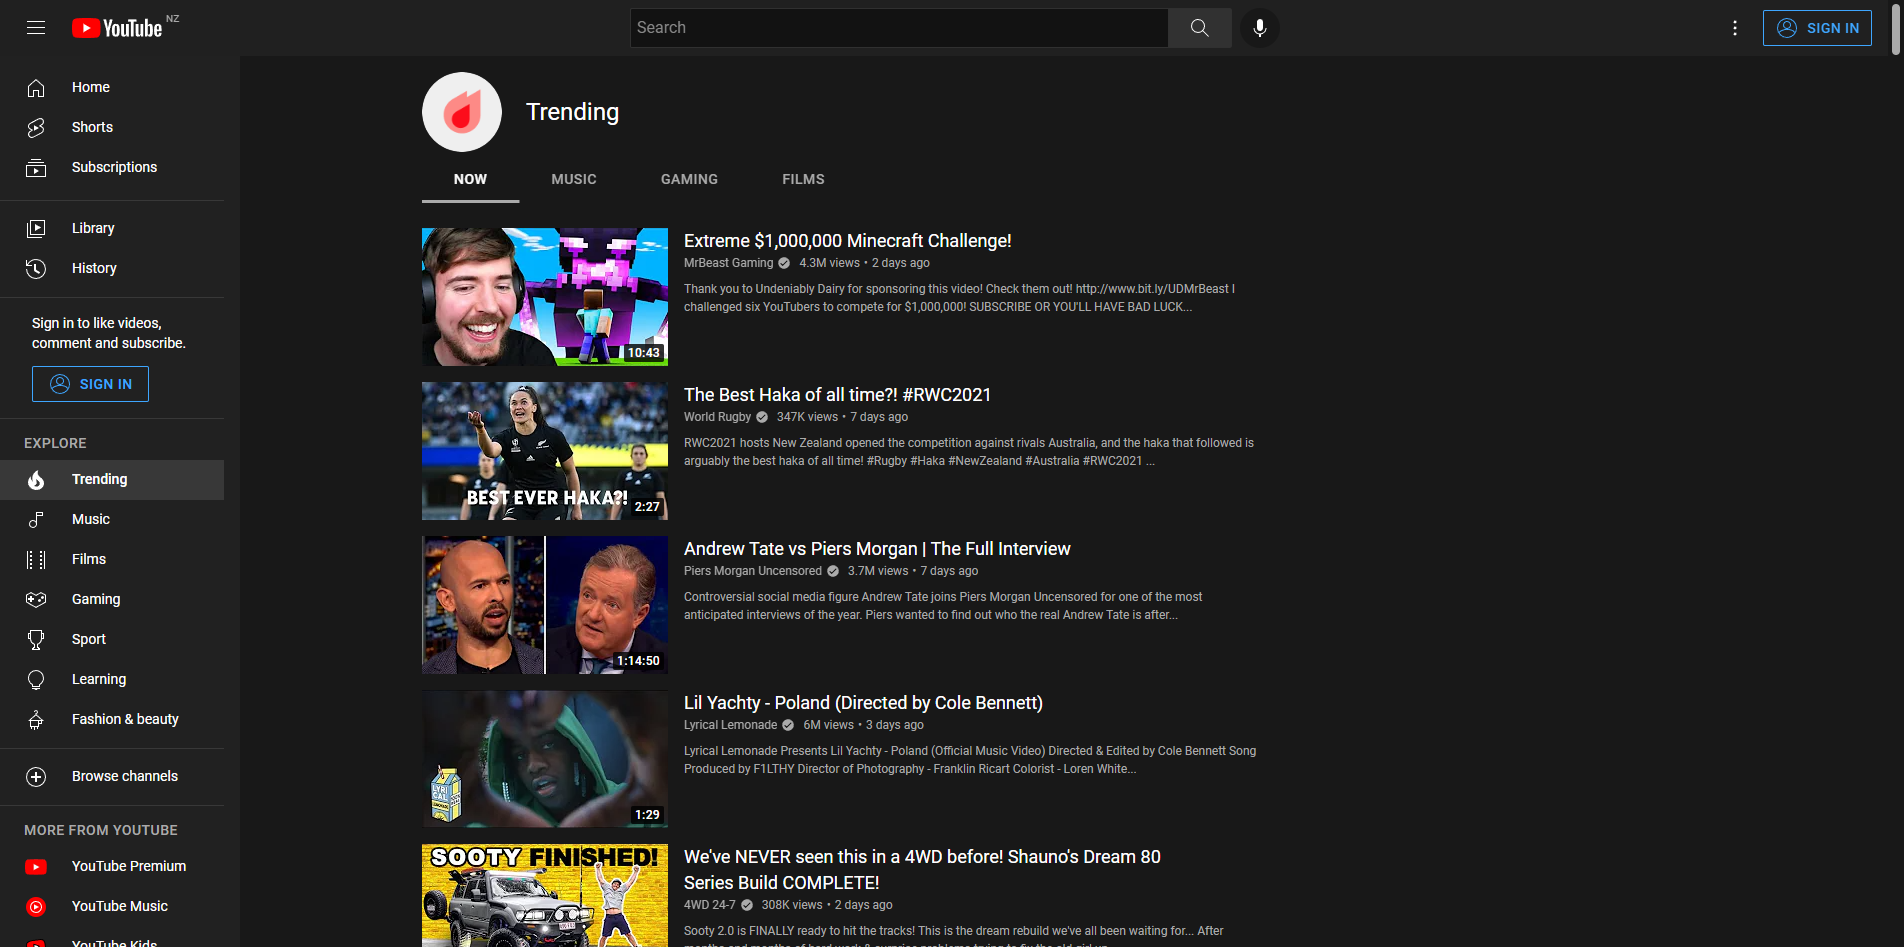 YouTube NZ
Search
SIGN IN
Home
Shorts
Subscriptions
Library
History
Sign in to like videos,
comment and subscribe.
SIGN IN
EXPLORE
Trending
Music
Films
Gaming
Sport
Learning
Fashion & beauty
Browse channels
MORE FROM YOUTUBE
YouTube Premium
YouTube Music
YouTube Kids
Trending
NOW MUSIC GAMING FILMS
10:43
Extreme $1,000,000 Minecraft Challenge!
MrBeast Gaming 4.3M views • 2 days ago
Thank you to Undeniably Dairy for sponsoring this video! Check them out! http://www.bit.ly/UDMrBeast I
challenged six YouTubers to compete for $1,000,000! SUBSCRIBE OR YOU'LL HAVE BAD LUCK...
BEST EVER HAKA?!
2:27
The Best Haka of all time?! #RWC2021
World Rugby 347K views • 7 days ago
RWC2021 hosts New Zealand opened the competition against rivals Australia, and the haka that followed is
arguably the best haka of all time! #Rugby #Haka #NewZealand #Australia #RWC2021 ...
1:14:50
Andrew Tate vs Piers Morgan | The Full Interview
Piers Morgan Uncensored 3.7M views • 7 days ago
Controversial social media figure Andrew Tate joins Piers Morgan Uncensored for one of the most
anticipated interviews of the year. Piers wanted to find out who the real Andrew Tate is after...
LYRI
CAL
LEMONADE
1:29
Lil Yachty - Poland (Directed by Cole Bennett)
Lyrical Lemonade 6M views • 3 days ago
Lyrical Lemonade Presents Lil Yachty - Poland (Official Music Video) Directed & Edited by Cole Bennett Song
Produced by F1LTHY Director of Photography - Franklin Ricart Colorist - Loren White...
SOOTY FINISHED!
We've NEVER seen this in a 4WD before! Shauno's Dream 80
Series Build COMPLETE!
4WD 24-7 308K views • 2 days ago
Sooty 2.0 is FINALLY ready to hit the tracks! This is the dream rebuild we've all been waiting for... After